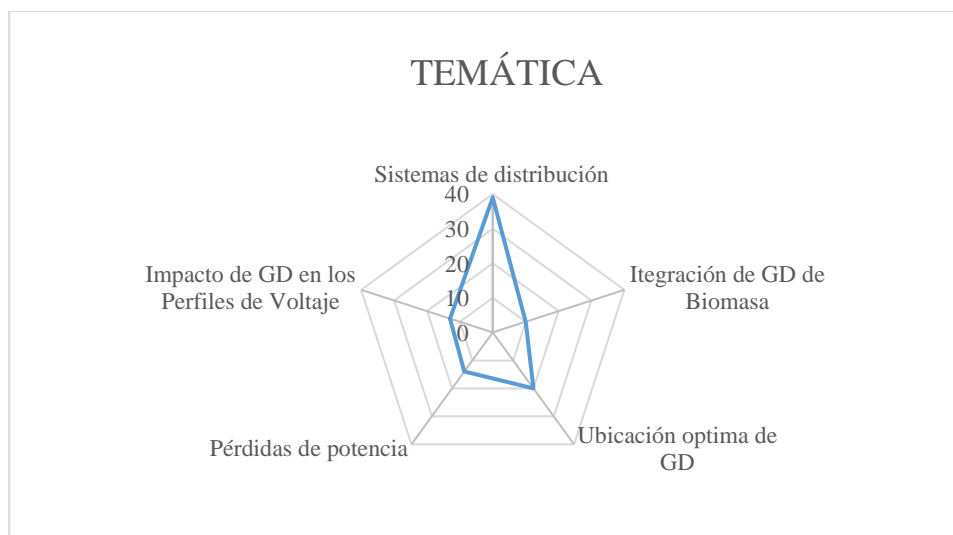 TEMÁTICA
Sistemas de distribución
40
30
20
10
0
Itegración de GD de
Biomasa
Ubicación optima de
GD
Pérdidas de potencia
Impacto de GD en los
Perfiles de Voltaje